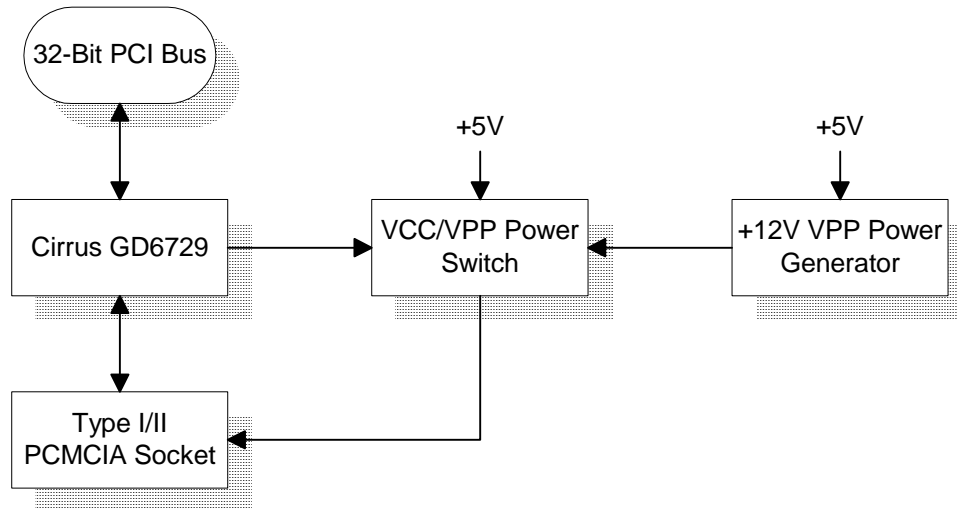 32-Bit PCI Bus
+5V
+5V
Cirrus GD6729
VCC/VPP Power
Switch
+12V VPP Power
Generator
Type I/II
PCMCIA Socket